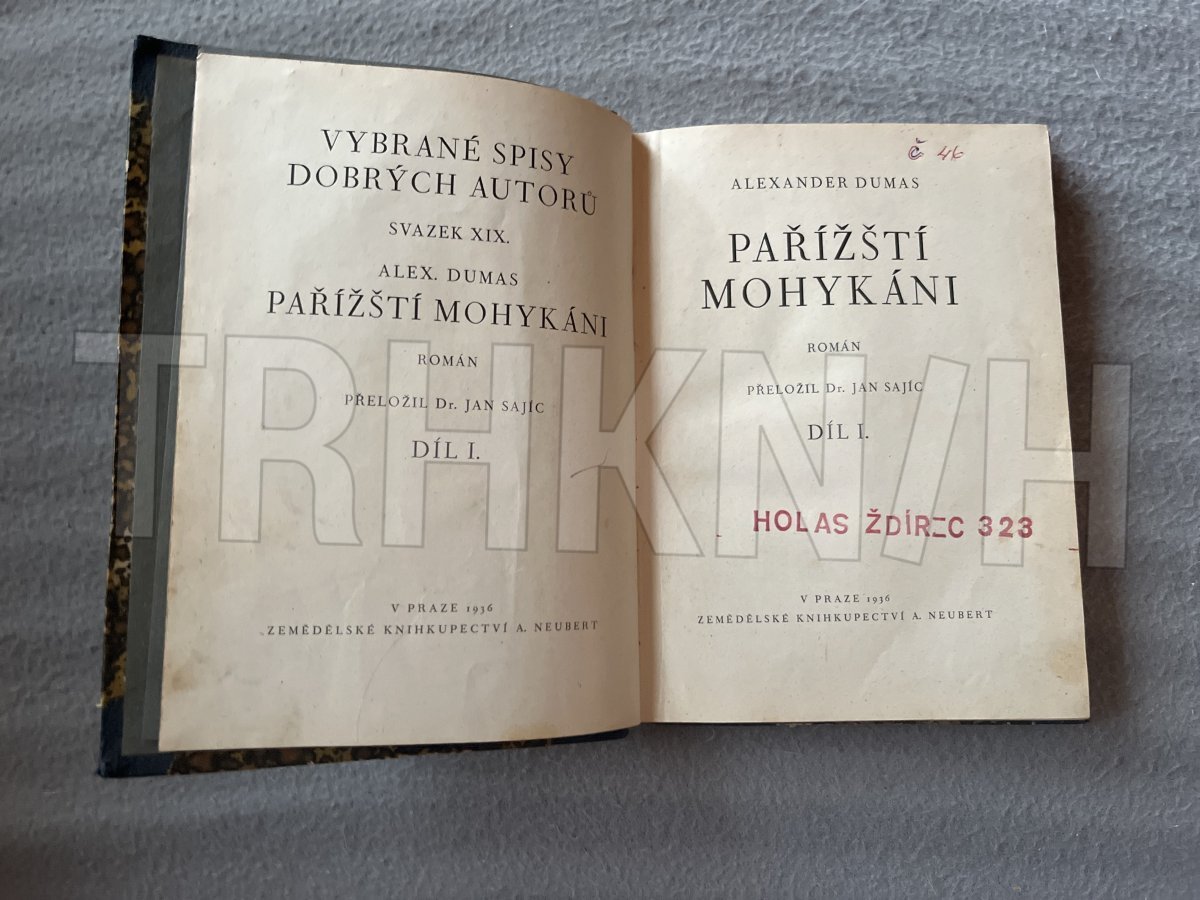 VYBRANÉ SPISY
DOBRÝCH AUTORŮ
SVAZEK XIX.
ALEX. DUMAS
PAŘÍŽŠTÍ MOHYKÁNI
ROMÁN
PŘELOŽIL Dr. JAN SAJÍC
DÍL I.
V PRAZE 1936
ZEMĚDĚLSKÉ KNIHKUPECTVÍ A. NEUBERT
č 46
ALEXANDER DUMAS
PAŘÍŽŠTÍ
MOHYKÁNI
ROMÁN
PŘELOŽIL Dr. JAN SAJÍC
DÍL I.
HOLAS ŽDÍREC 323
V PRAZE 1936
ZEMĚDĚLSKÉ KNIHKUPECTVÍ A. NEUBERT
TRHKNIH